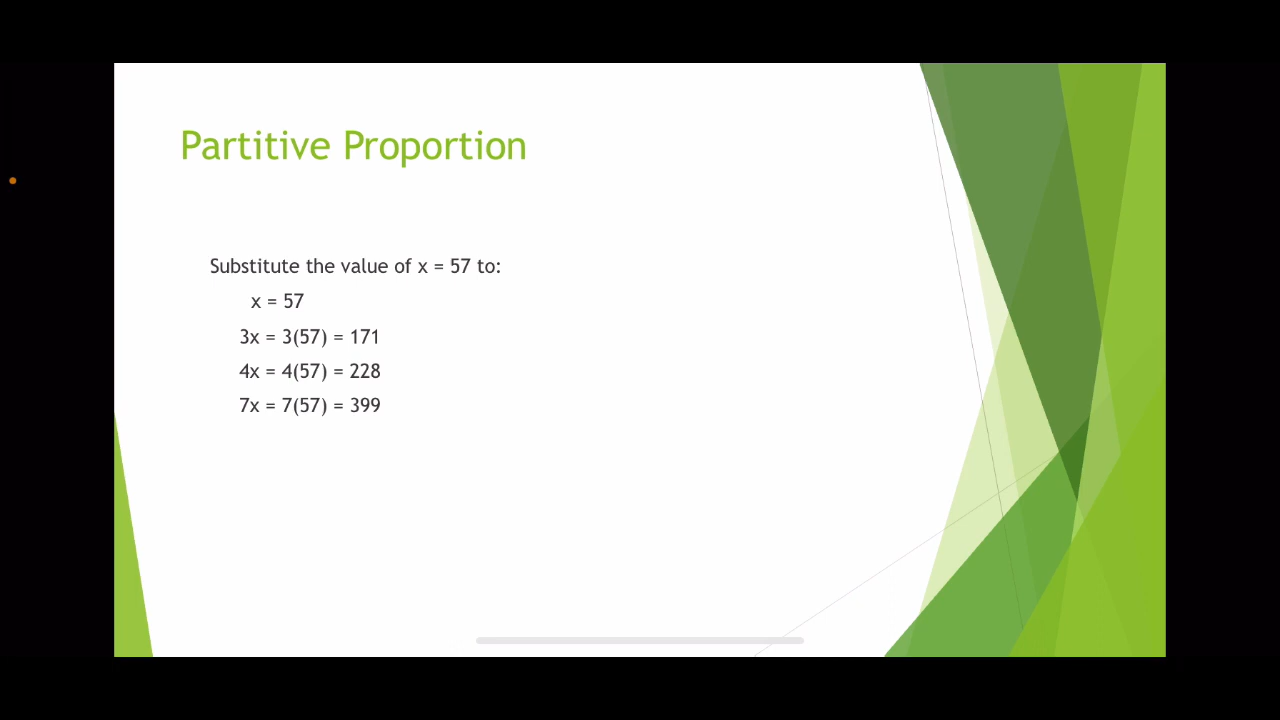 Partitive Proportion
Substitute the value of x = 57 to:
x = 57
3x = 3(57) = 171
4x = 4(57) = 228
7x = 7(57) = 399